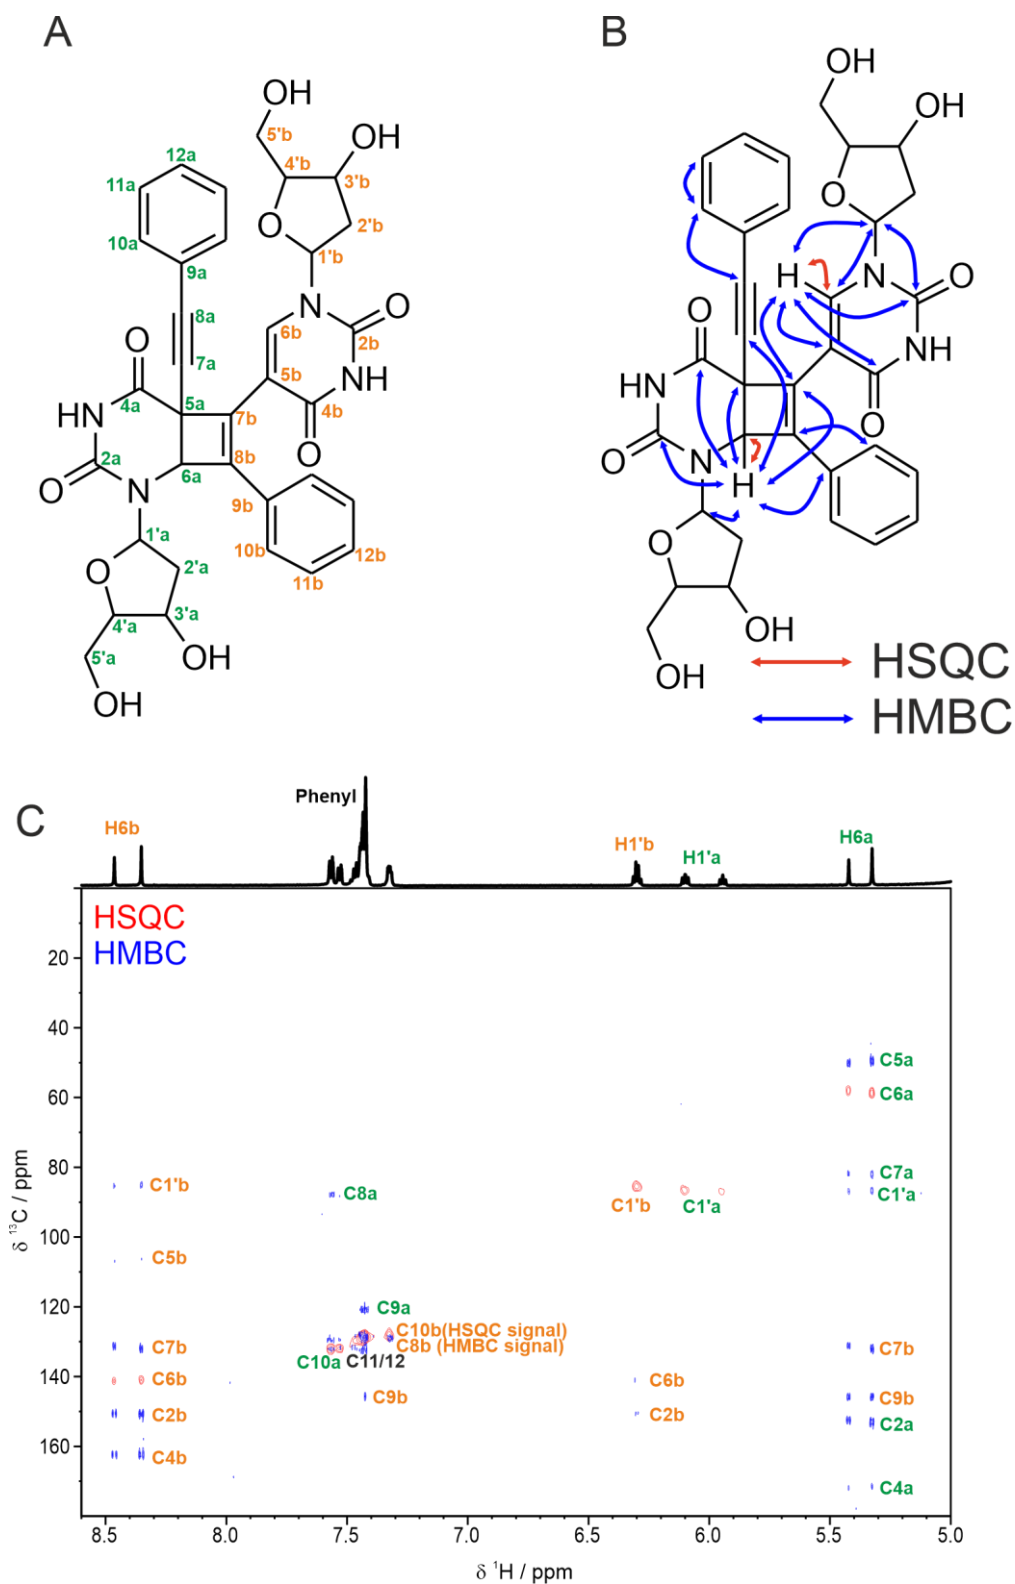 A
B
OH
5'b
OH
12a
4'b
11a
3'b
O
2'b
10a
1'b
9a
N
O
8a
6b
2b
O
7a
5b
NH
4a
5a
4b
HN
7b
2a
O
8b
O
N
6a
9b
1'a
10b
12b
O
2'a
11b
4'a
3'a
5'a
OH
OH
OH
OH
O
H
N
O
O
NH
HN
O
O
N
H
O
OH
OH
HSQC
HMBC
C
Phenyl
H6b
H1'b
H1'a
H6a
HSQC
HMBC
20
40
60
80
100
120
140
160
δ ¹³C / ppm
C5a
C6a
C7a
C1'a
C1'b
C8a
C1'b
C1'a
C5b
C9a
C10b(HSQC signal)
C8b (HMBC signal)
C7b
C10a
C11/12
C7b
C6b
C9b
C6b
C9b
C2b
C2b
C2a
C4b
C4a
8.5
8.0
7.5
7.0
6.5
6.0
5.5
5.0
δ ¹H / ppm